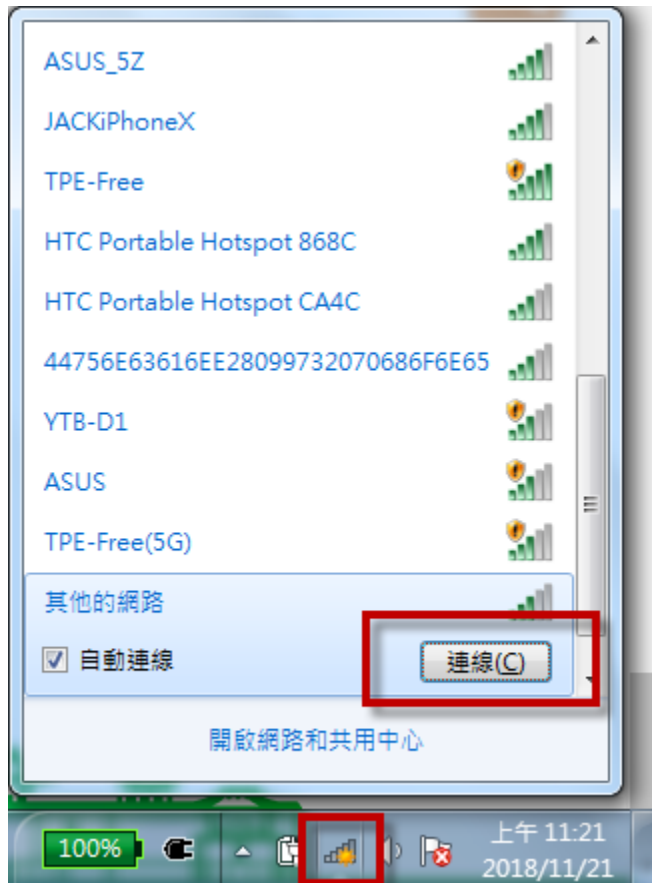 ASUS_5Z
JACKiPhoneX
TPE-Free
HTC Portable Hotspot 868C
HTC Portable Hotspot CA4C
44756E63616EE28099732070686F6E65
YTB-D1
ASUS
TPE-Free(5G)
其他的網路
自動連線
連線(C)
開啟網路和共用中心
100%
上午 11:21
2018/11/21